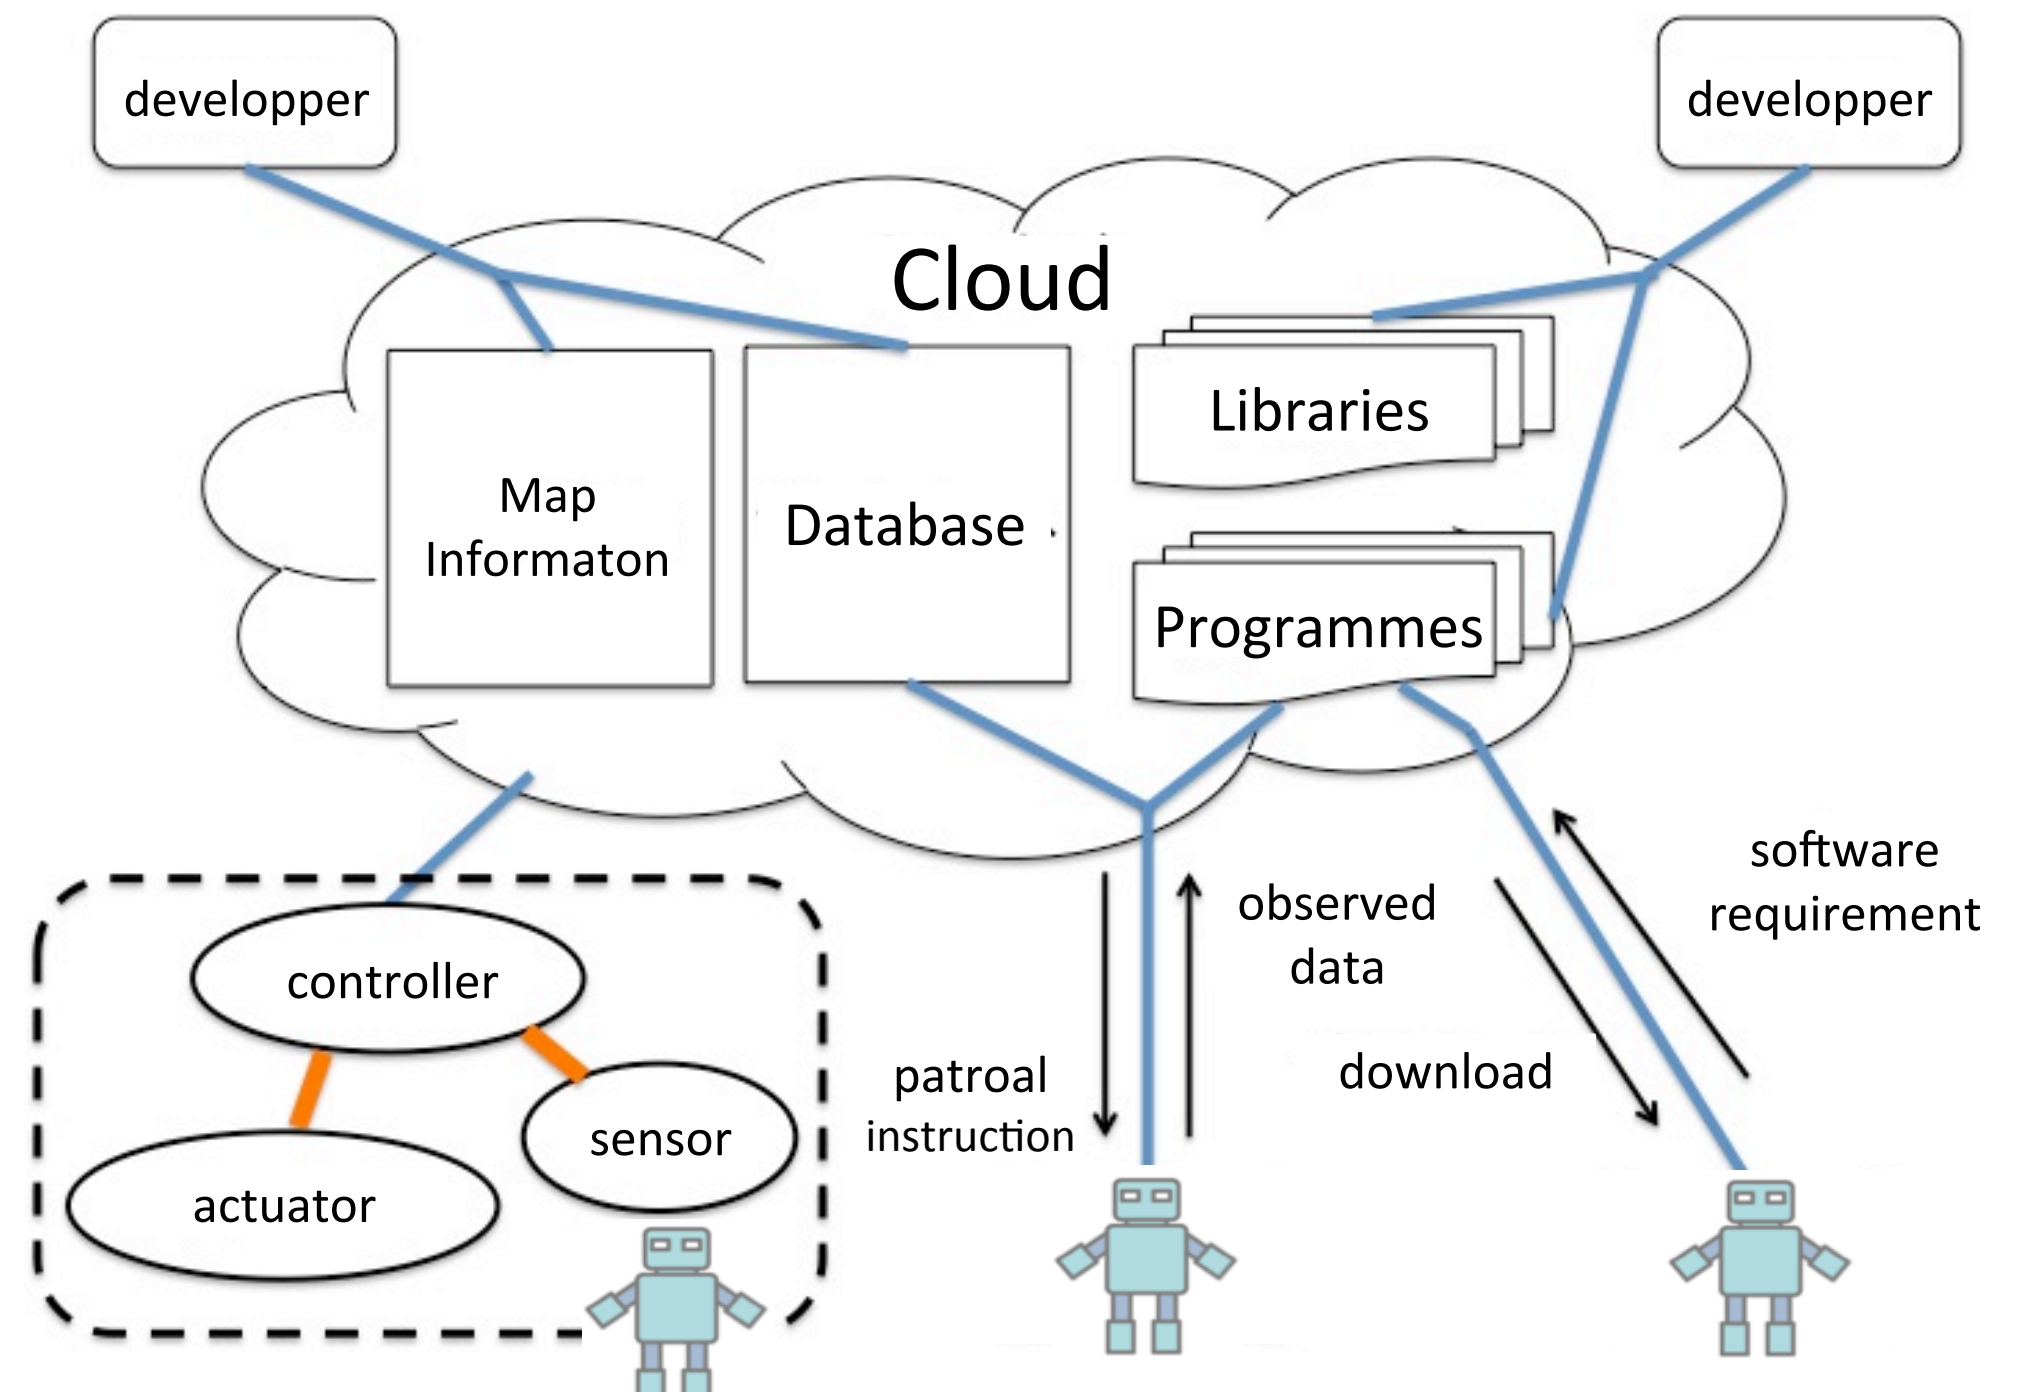 developper
developper
Cloud
Map
Informaton
Database
Libraries
Programmes
controller
sensor
actuator
patroal
instruction
observed
data
download
software
requirement